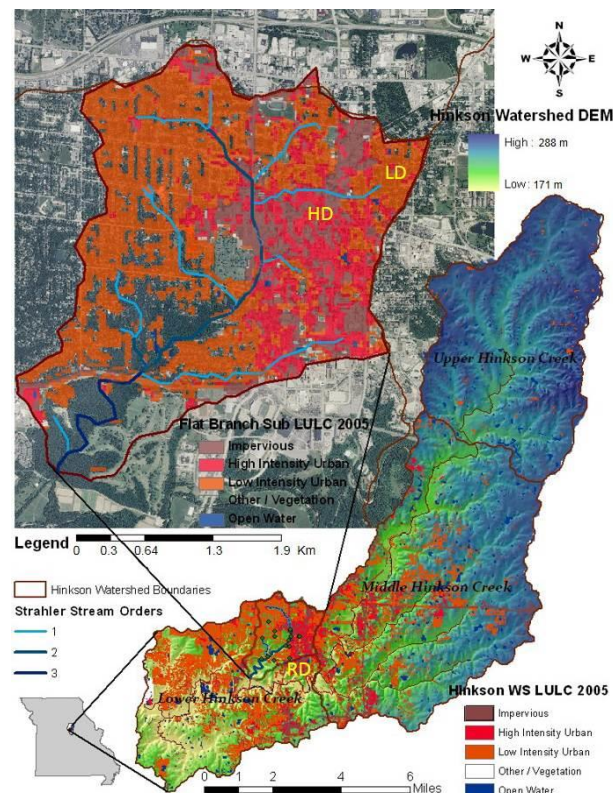 N
W E
S
Hinkson Watershed DEM
High : 288 m
Low : 171 m
LD
HD
Upper Hinkson Creek
Flat Branch Sub LULC 2005
Impervious
High Intensity Urban
Low Intensity Urban
Other / Vegetation
Open Water
Legend
0 0.3 0.64 1.3 1.9 Km
Hinkson Watershed Boundaries
Strahler Stream Orders
1
2
3
Middle Hinkson Creek
RD
Lower Hinkson Creek
Hinkson WS LULC 2005
Impervious
High Intensity Urban
Low Intensity Urban
Other / Vegetation
Open Water
0 2 4 6
Miles